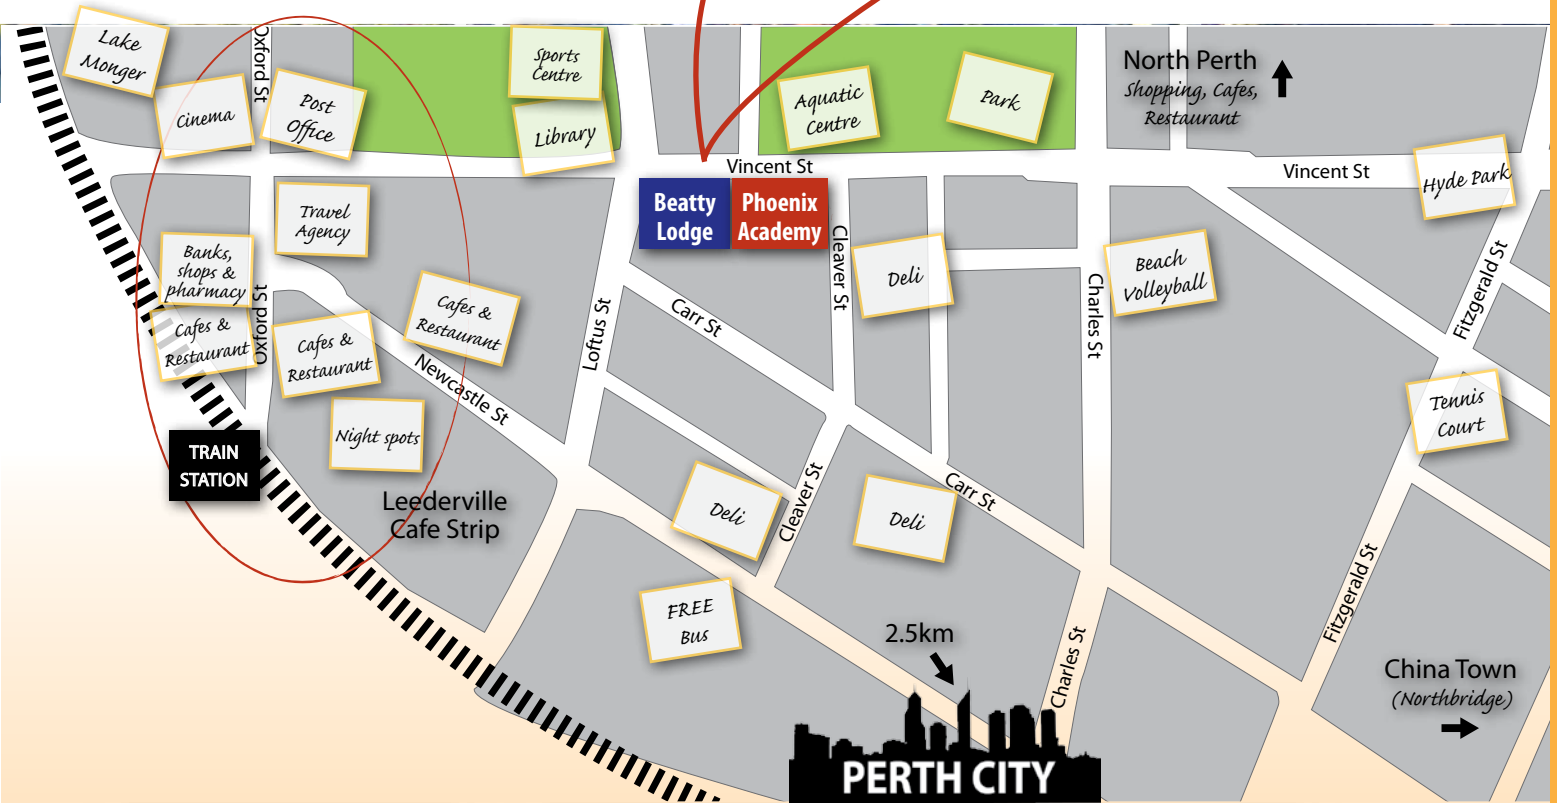 Lake
Monger
Oxford St
Cinema
Post
Office
Sports
Centre
Library
Aquatic
Centre
Park
North Perth
Shopping, Cafes,
Restaurant
Vincent St
Vincent St
Hyde Park
Beatty
Lodge
Phoenix
Academy
Travel
Agency
Banks,
shops &
pharmacy
Cafes &
Restaurant
Oxford St
Cafes &
Restaurant
Cafes &
Restaurant
Newcastle St
Night spots
Loftus St
Carr St
Cleaver St
Deli
Charles St
Beach
Volleyball
Fitzgerald St
Tennis
Court
TRAIN
STATION
Leederville
Cafe Strip
Deli
Cleaver St
Deli
Carr St
FREE
Bus
2.5km
Charles St
Fitzgerald St
China Town
(Northbridge)
PERTH CITY